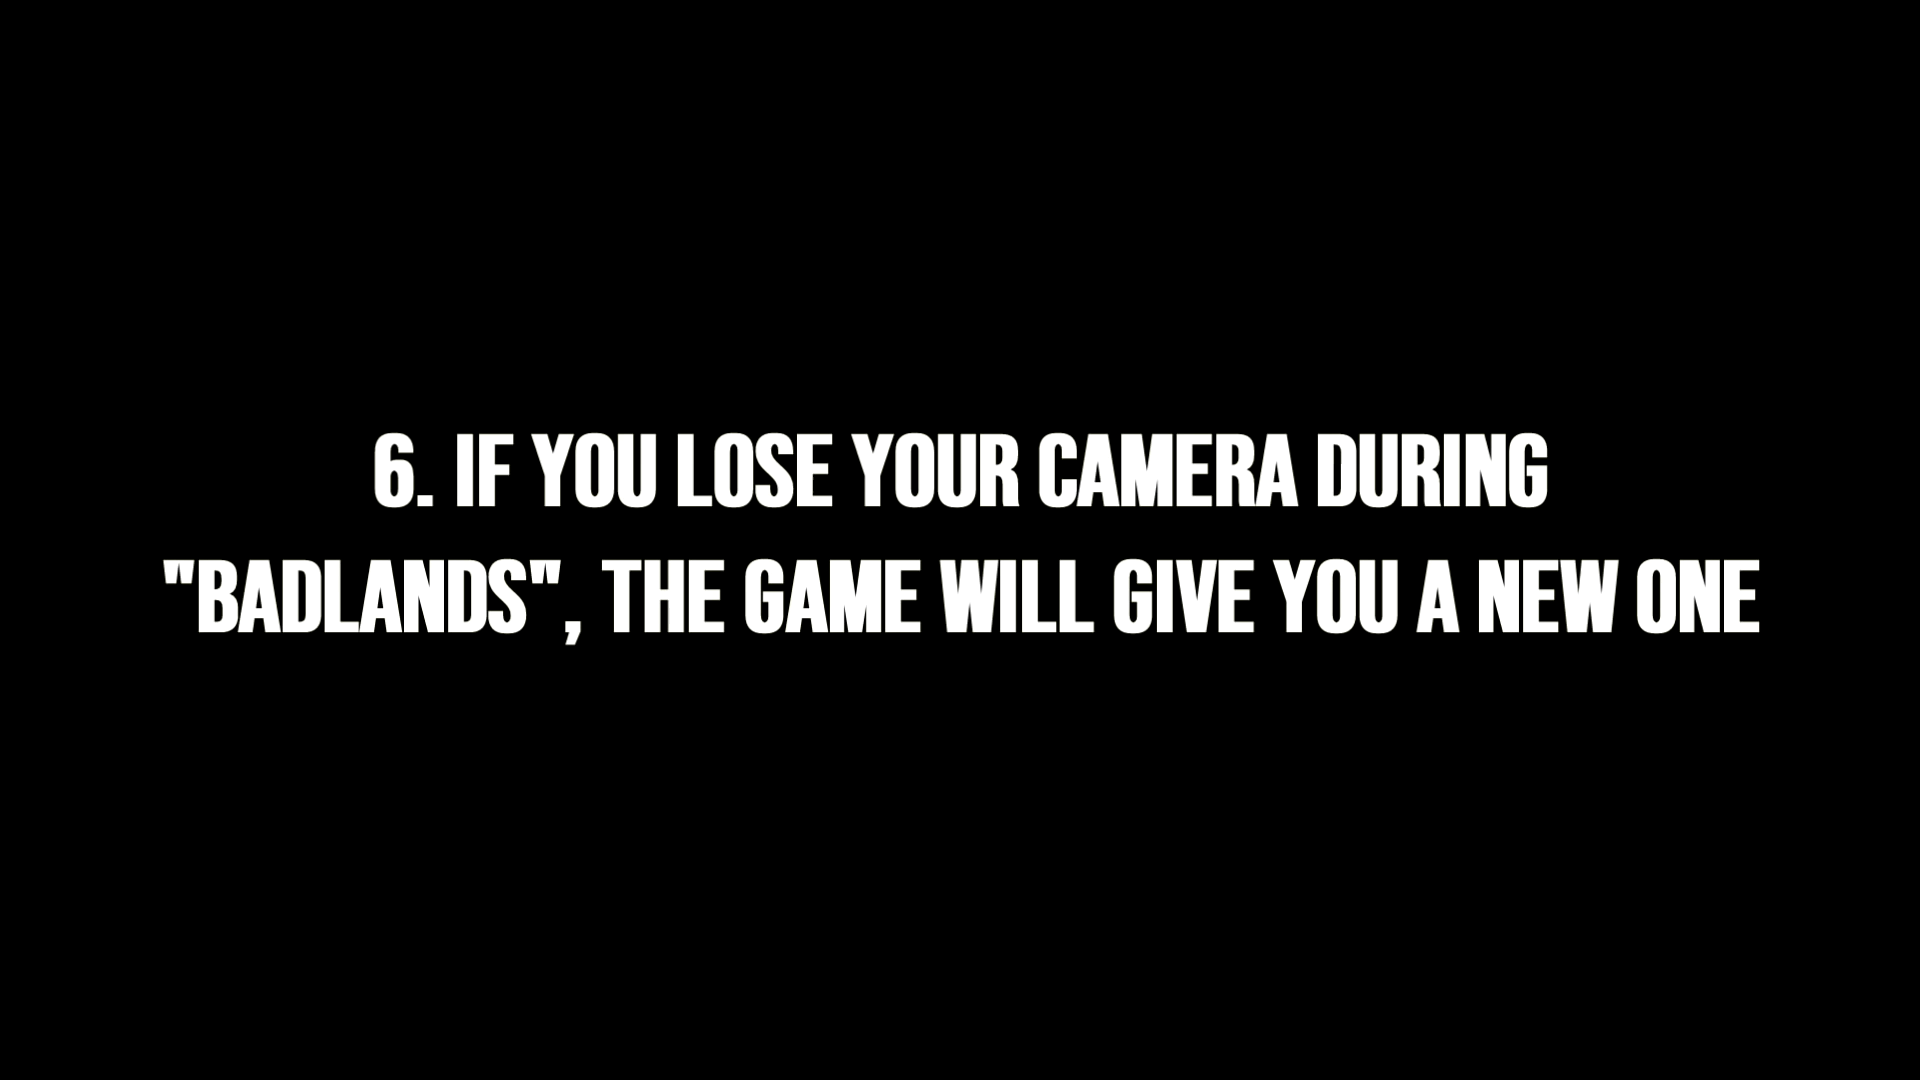 6. IF YOU LOSE YOUR CAMERA DURING
"BADLANDS", THE GAME WILL GIVE YOU A NEW ONE